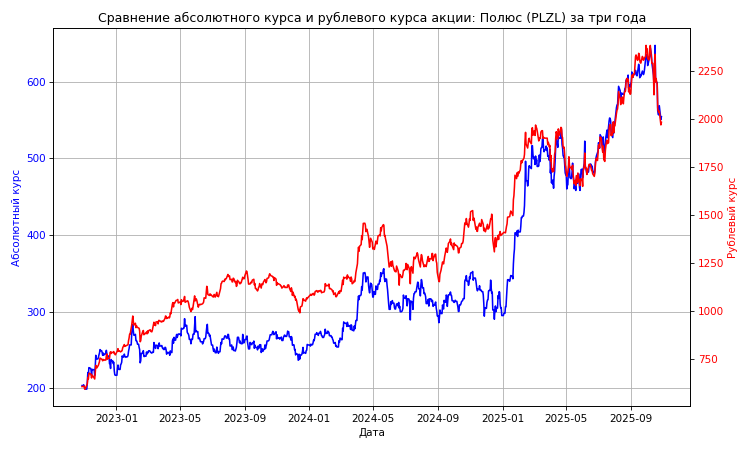 Сравнение абсолютного курса и рублевого курса акции: Полюс (PLZL) за три года
Абсолютный курс
600
500
400
300
200
2250
2000
1750
1500
1250
1000
750
Рублевый курс
2023-01 2023-05 2023-09 2024-01 2024-05 2024-09 2025-01 2025-05 2025-09
Дата